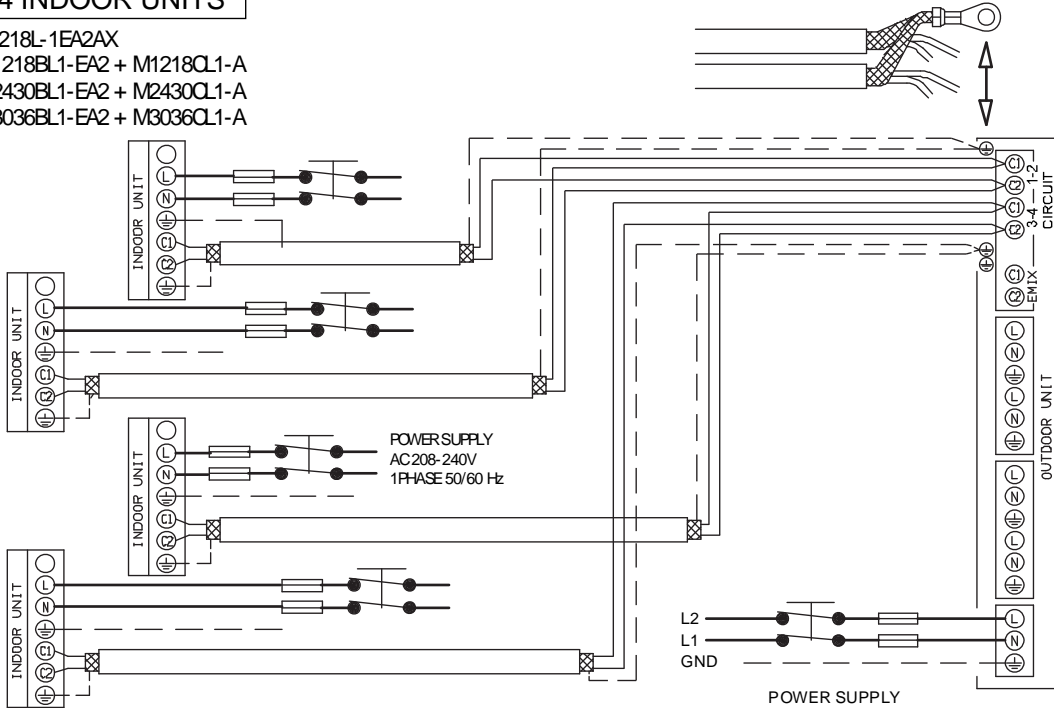 4 INDOOR UNITS
218L-1EA2AX
218BL1-EA2 + M1218CL1-A
2430BL1-EA2 + M2430CL1-A
3036BL1-EA2 + M3036CL1-A
INDOOR UNIT
L
N
C1
C2
INDOOR UNIT
L
N
C1
C2
INDOOR UNIT
L
N
C1
C2
POWER SUPPLY
AC 208-240V
1PHASE 50/60 Hz
INDOOR UNIT
L
N
C1
C2
C1
C2
1-2
C1
C2
3-4
CIRCUIT
C1
C2
EMIX
OUTDOOR UNIT
L
N
L
N
L
N
L
N
L2
L1
GND
L
N
POWER SUPPLY